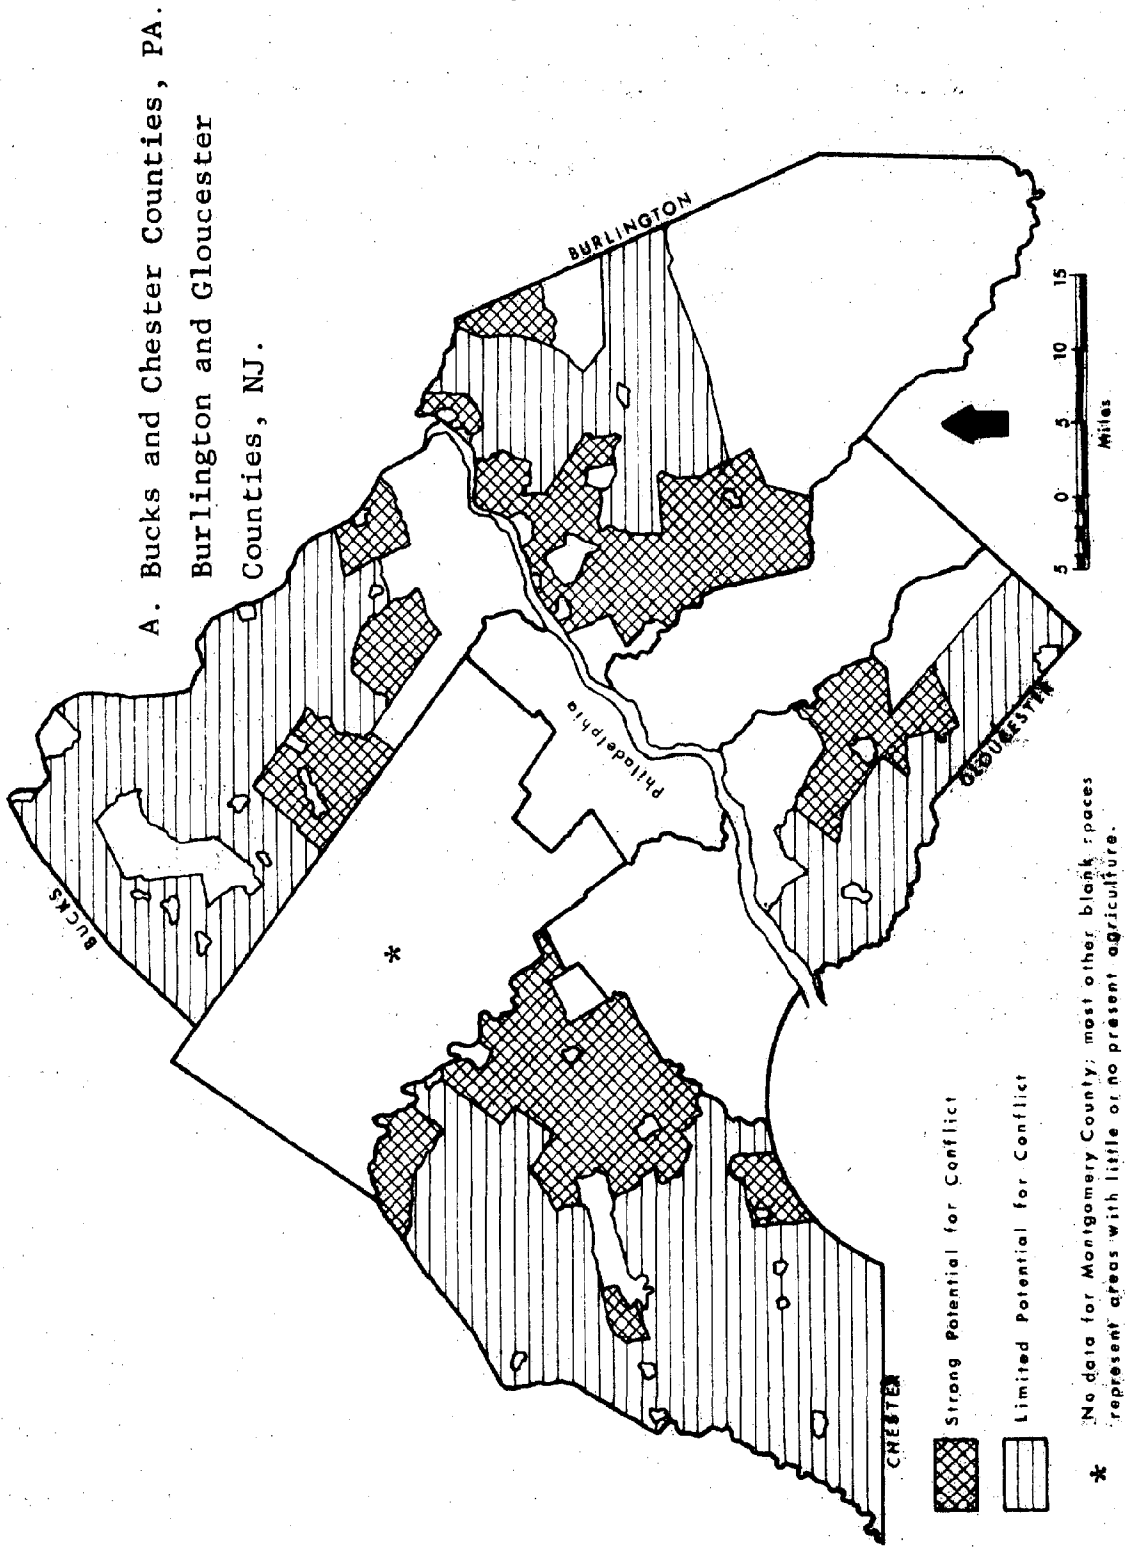 A. Bucks and Chester Counties, PA.
Burlington and Gloucester
Counties, NJ.
BUCKS
BURLINGTON
Philadelphia
*
GLOUCESTER
CHESTER
5 0 5 10 15
Miles
Strong Potential for Conflict
Limited Potential for Conflict
* No data for Montgomery County; most other blank spaces
represent areas with little or no present agriculture.